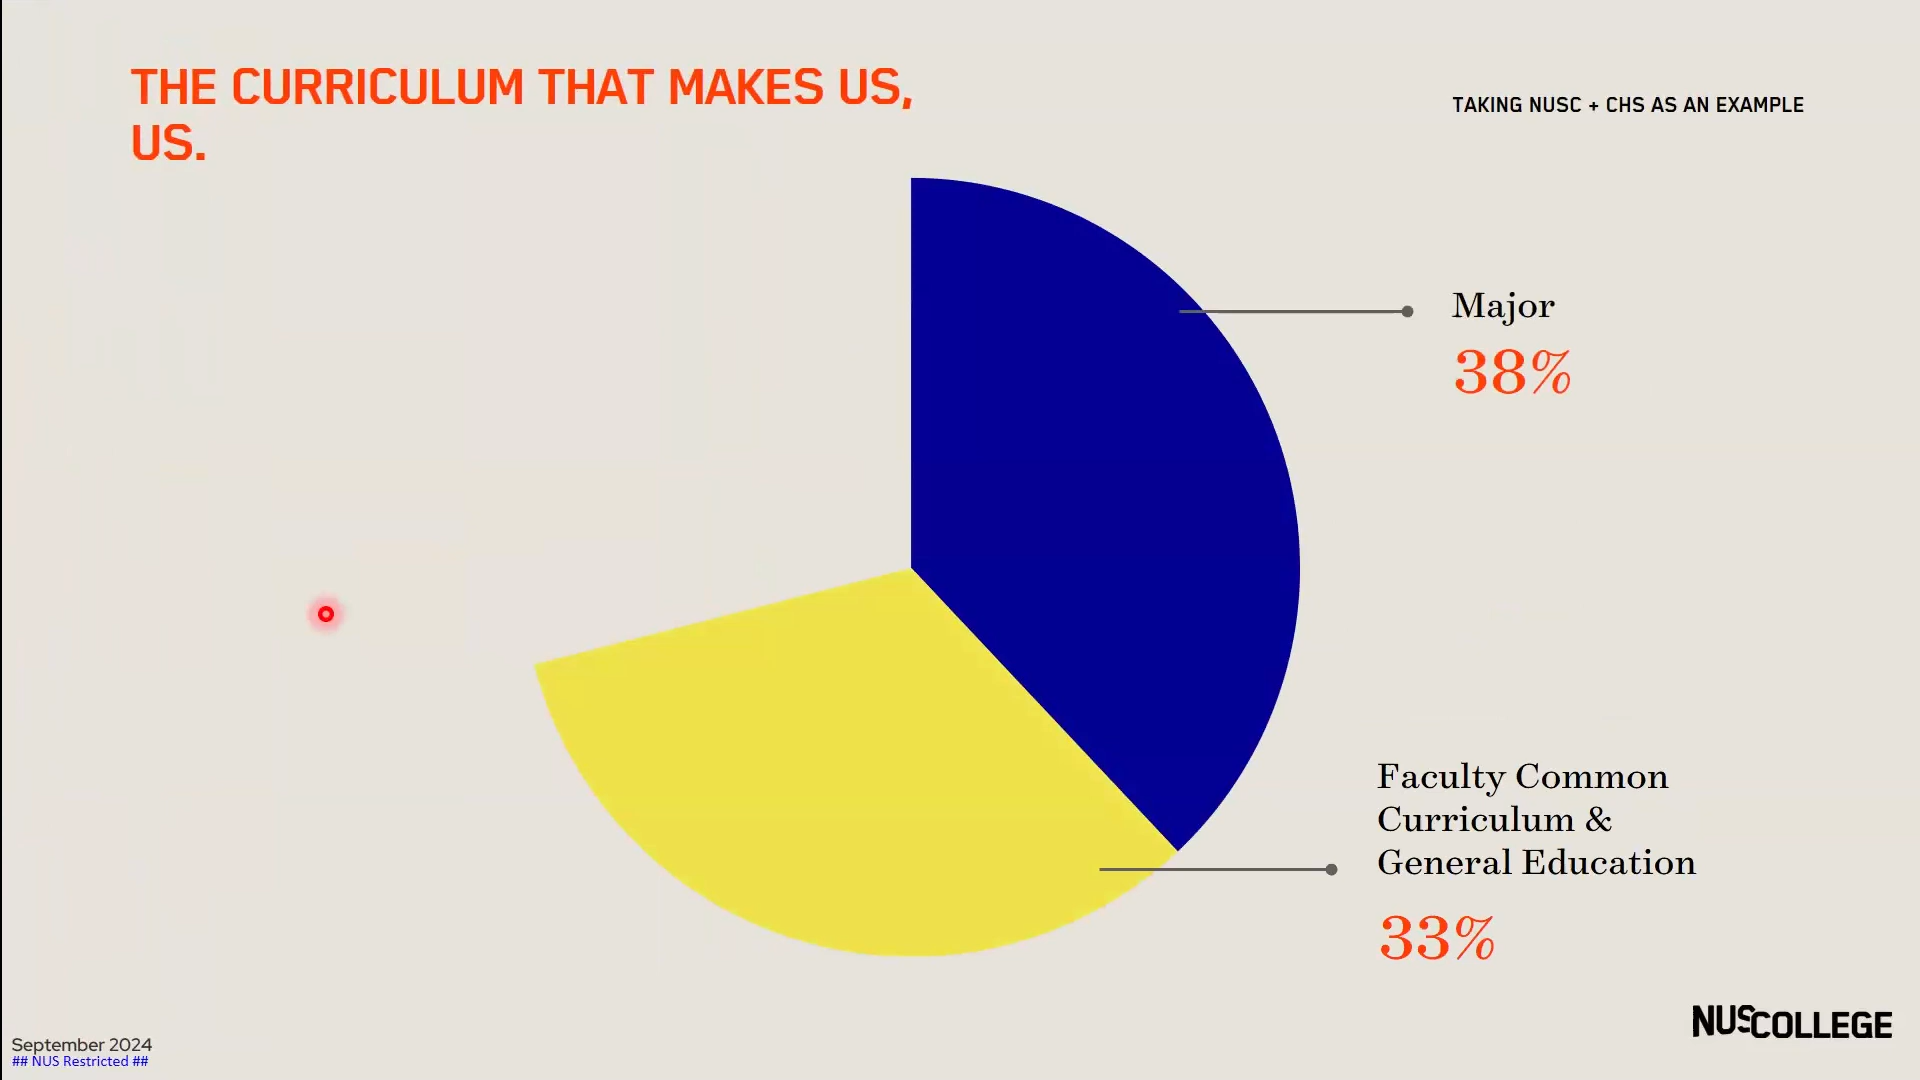 THE CURRICULUM THAT MAKES US,
US.
TAKING NUSC + CHS AS AN EXAMPLE
Major
38%
Faculty Common
Curriculum &
General Education
33%
NUSCOLLEGE
September 2024
## NUS Restricted ##